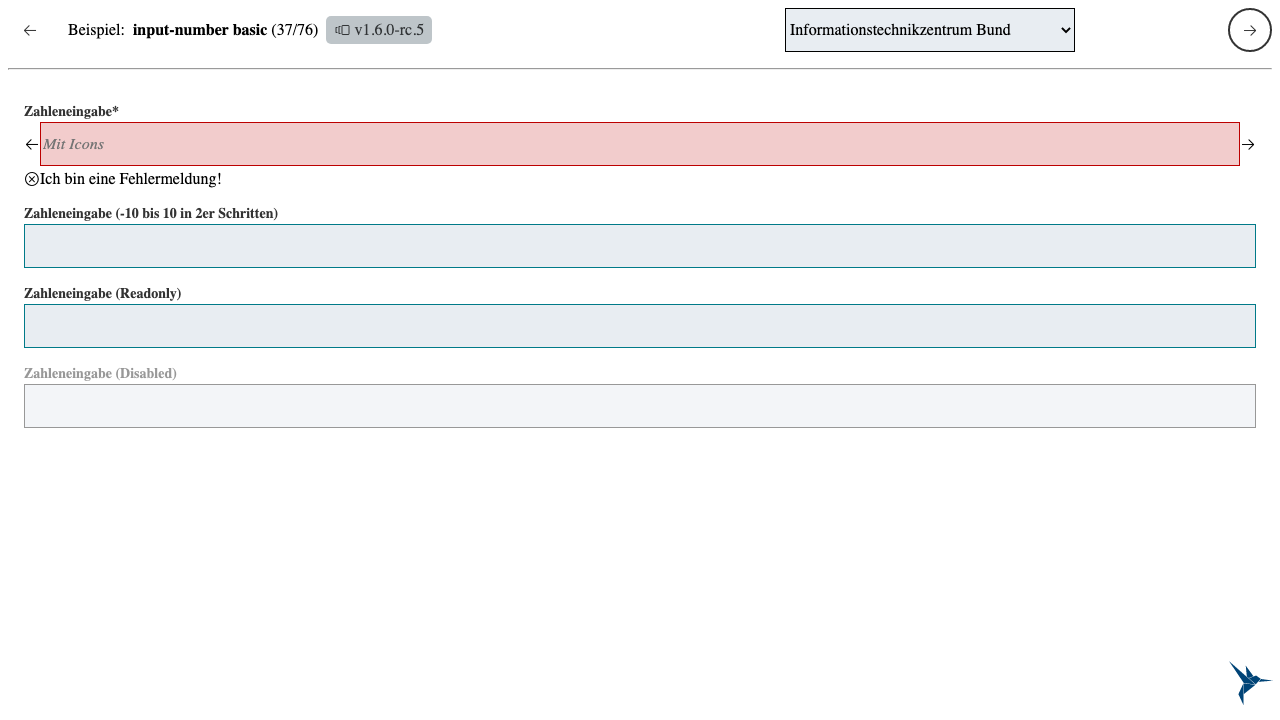 Beispiel: input-number basic (37/76) v1.6.0-rc.5 Informationstechnikzentrum Bund
Zahleneingabe*
Mit Icons
Ich bin eine Fehlermeldung!
Zahleneingabe (-10 bis 10 in 2er Schritten)
Zahleneingabe (Readonly)
Zahleneingabe (Disabled)